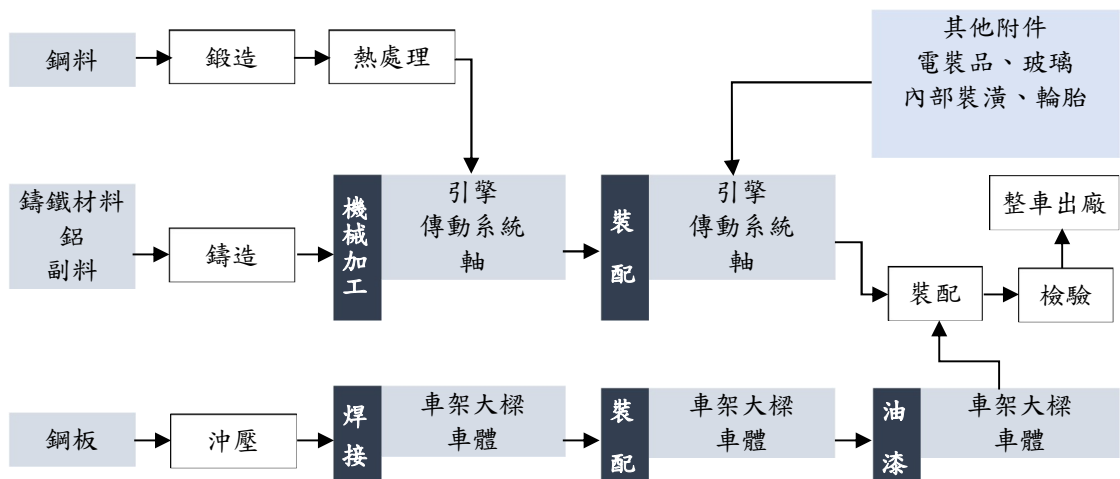 鋼料
鍛造
熱處理
其他附件
電裝品、玻璃
內部裝潢、輪胎
鑄鐵材料
鋁
副料
鑄造
機械加工
引擎
傳動系統
軸
裝配
引擎
傳動系統
軸
裝配
檢驗
整車出廠
鋼板
沖壓
焊接
車架大樑
車體
裝配
車架大樑
車體
油漆
車架大樑
車體